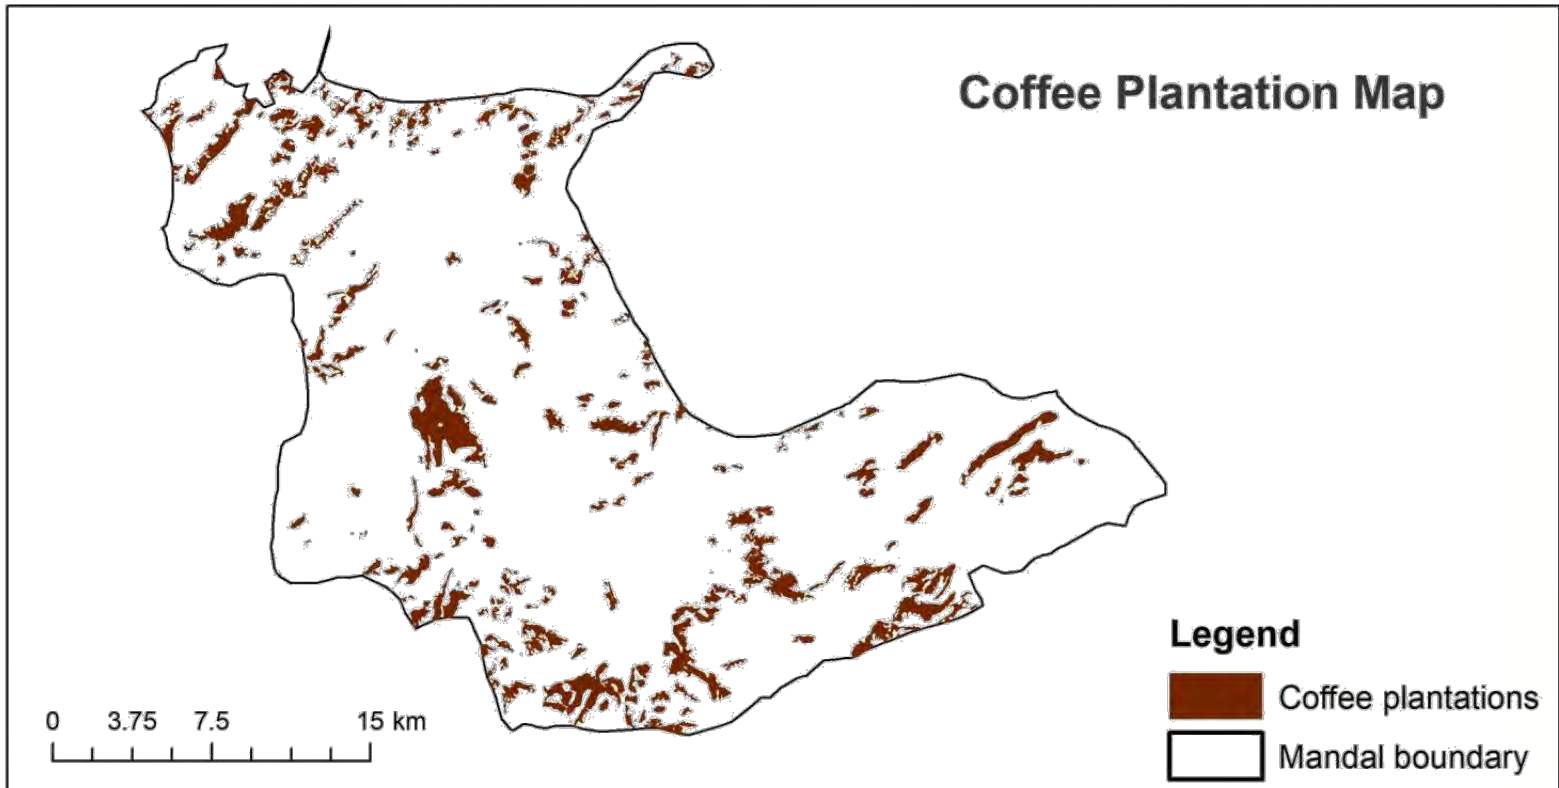 Coffee Plantation Map
Legend
Coffee plantations
Mandal boundary
0 3.75 7.5 15 km